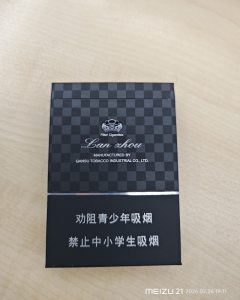 Filter Cigarettes
Lan zhou
MANUFACTURED BY
GANSU TOBACCO INDUSTRIAL CO., LTD.
劝阻青少年吸烟
禁止中小学生吸烟
MEIZU 21